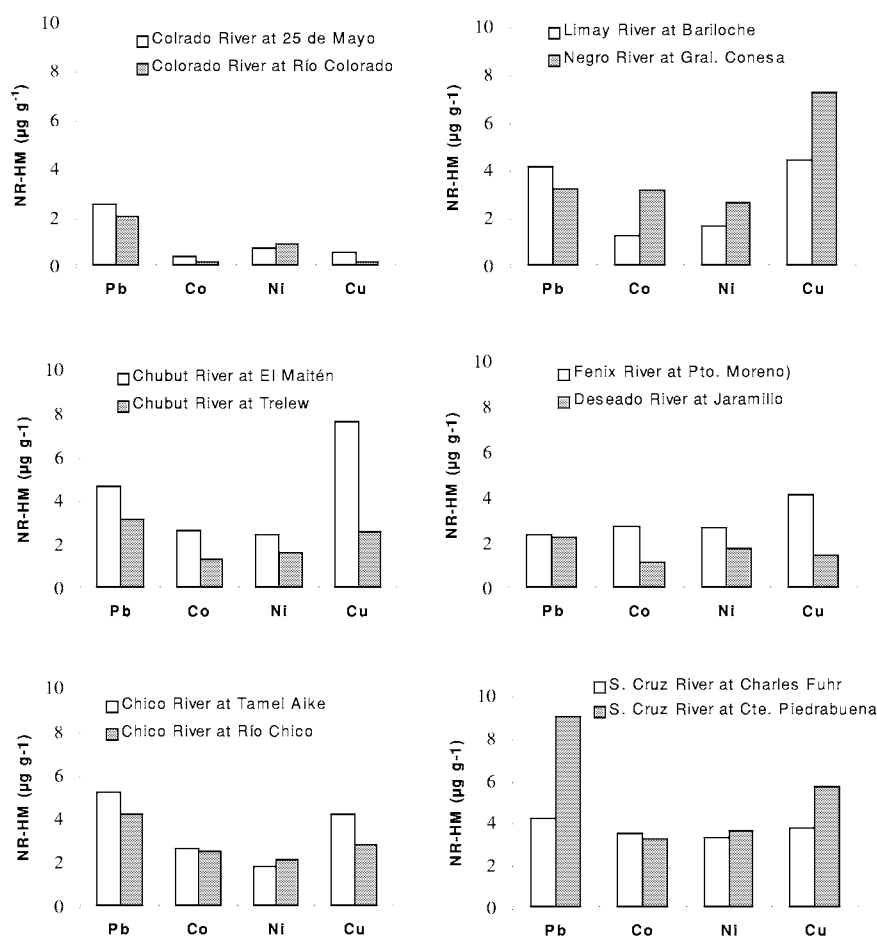 10
8
6
4
2
0
NR-HM (µg g⁻¹)
Colrado River at 25 de Mayo
Colorado River at Río Colorado
Pb Co Ni Cu
10
8
6
4
2
0
NR-HM (µg g-1)
Limay River at Bariloche
Negro River at Gral. Conesa
Pb Co Ni Cu
10
8
6
4
2
0
NR-HM (µg g-1)
Chubut River at El Maitén
Chubut River at Trelew
Pb Co Ni Cu
10
8
6
4
2
0
NR-HM (µg g-1)
Fenix River at Pto. Moreno)
Deseado River at Jaramillo
Pb Co Ni Cu
10
8
6
4
2
0
NR-HM (µg g-1)
Chico River at Tamel Aike
Chico River at Río Chico
Pb Co Ni Cu
10
8
6
4
2
0
NR-HM (µg g-1)
S. Cruz River at Charles Fuhr
S. Cruz River at Cte. Piedrabuena
Pb Co Ni Cu